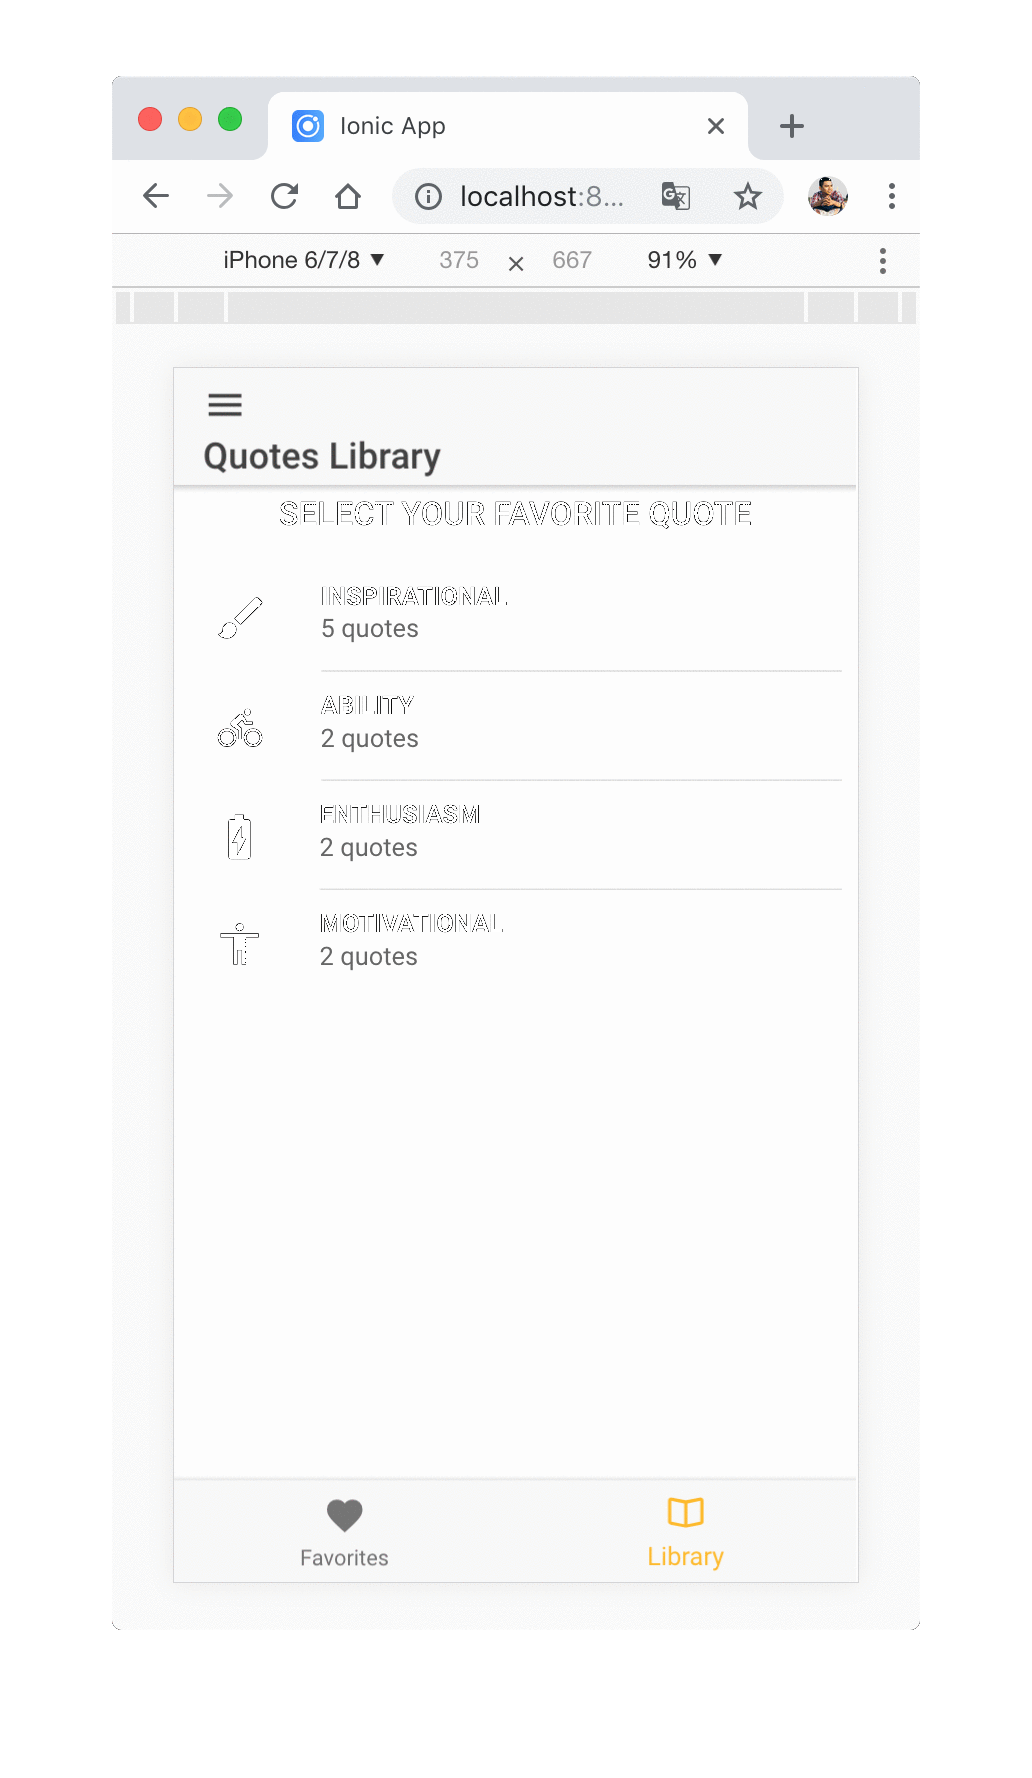 Ionic App
localhost:8...
iPhone 6/7/8 ▼ 375 × 667 91% ▼
Quotes Library
SELECT YOUR FAVORITE QUOTE
INSPIRATIONAL
5 quotes
ABILITY
2 quotes
ENTHUSIASM
2 quotes
MOTIVATIONAL
2 quotes
Favorites
Library